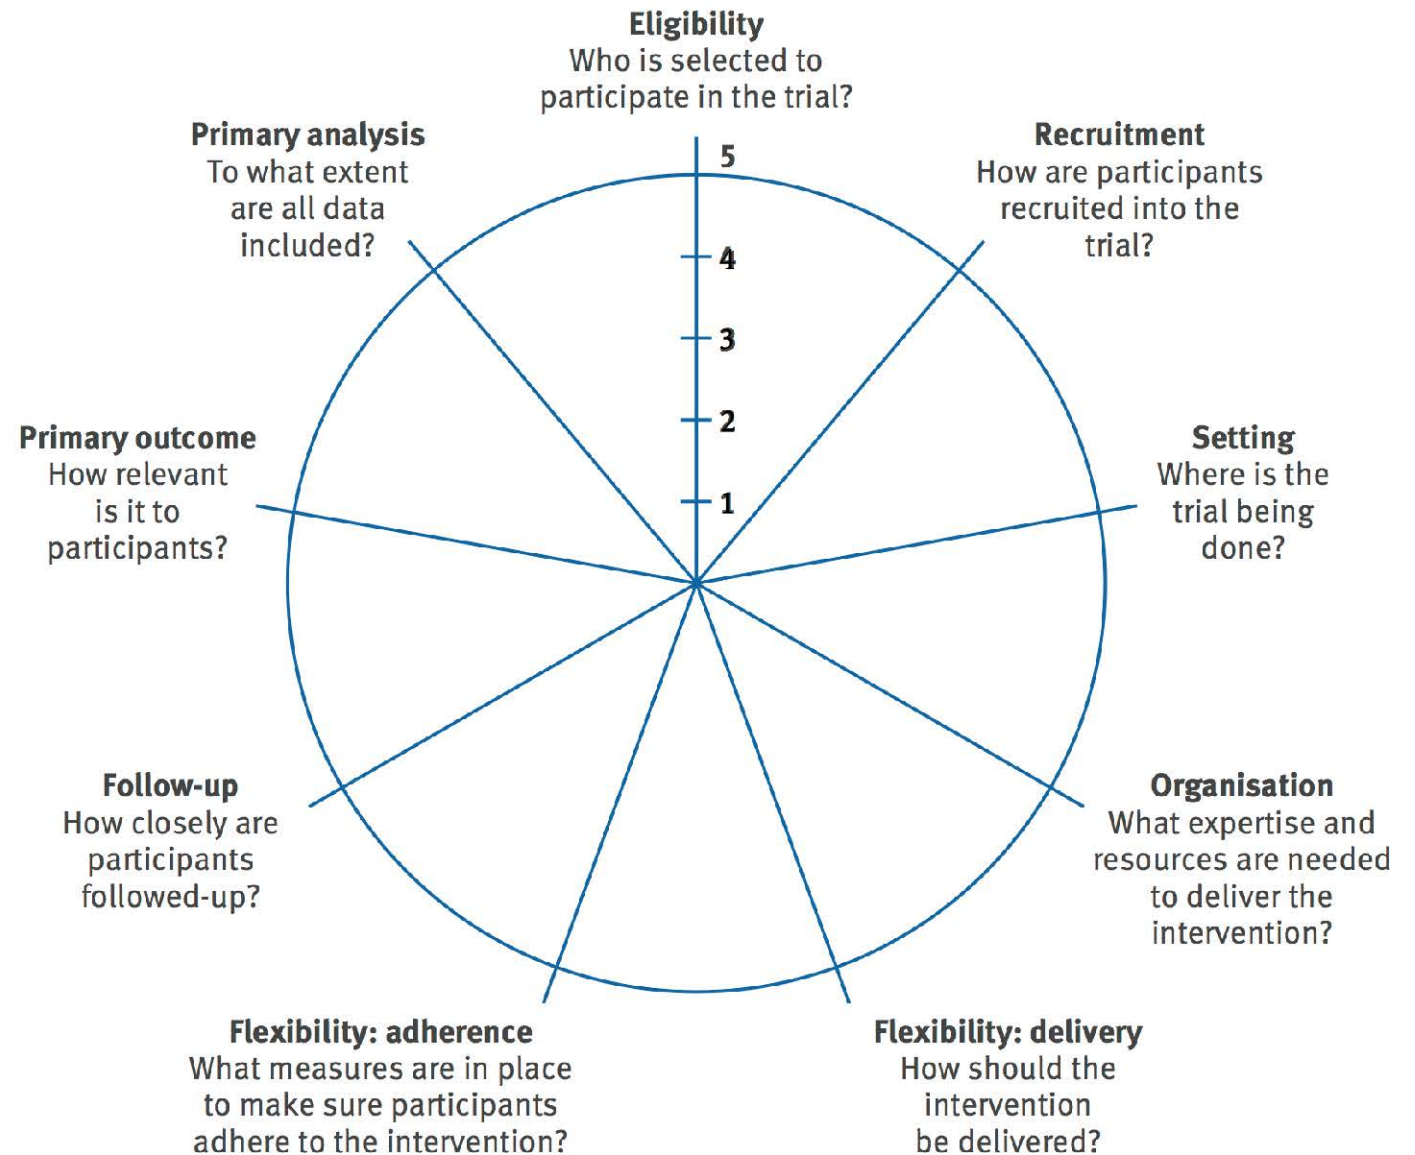 Eligibility
Who is selected to
participate in the trial?
Primary analysis
To what extent
are all data
included?
Recruitment
How are participants
recruited into the
trial?
5
4
3
2
1
Primary outcome
How relevant
is it to
participants?
Setting
Where is the
trial being
done?
Follow-up
How closely are
participants
followed-up?
Organisation
What expertise and
resources are needed
to deliver the
intervention?
Flexibility: adherence
What measures are in place
to make sure participants
adhere to the intervention?
Flexibility: delivery
How should the
intervention
be delivered?